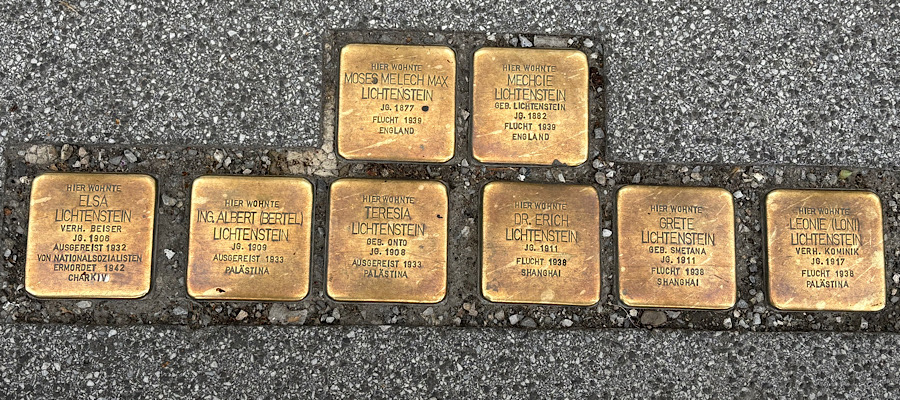 HIER WOHNTE
MOSES MELECH MAX
LICHTENSTEIN
JG. 1877
FLUCHT 1939
ENGLAND
HIER WOHNTE
MECHCIE
LICHTENSTEIN
GEB. LICHTENSTEIN
JG. 1882
FLUCHT 1939
ENGLAND
HIER WOHNTE
ELSA
LICHTENSTEIN
VERH. BEISER
JG. 1906
AUSGEREIST 1932
VON NATIONALSOZIALISTEN
ERMORDET 1942
CHARKIV
HIER WOHNTE
ING. ALBERT (BERTEL)
LICHTENSTEIN
JG. 1909
AUSGEREIST 1933
PALÄSTINA
HIER WOHNTE
TERESIA
LICHTENSTEIN
GEB. ONTO
JG. 1908
AUSGEREIST 1933
PALÄSTINA
HIER WOHNTE
DR. ERICH
LICHTENSTEIN
JG. 1911
FLUCHT 1938
SHANGHAI
HIER WOHNTE
GRETE
LICHTENSTEIN
GEB. SMETANA
JG. 1911
FLUCHT 1938
SHANGHAI
HIER WOHNTE
LEONIE (LONI)
LICHTENSTEIN
VERH. KOMINIK
JG. 1917
FLUCHT 1938
PALÄSTINA